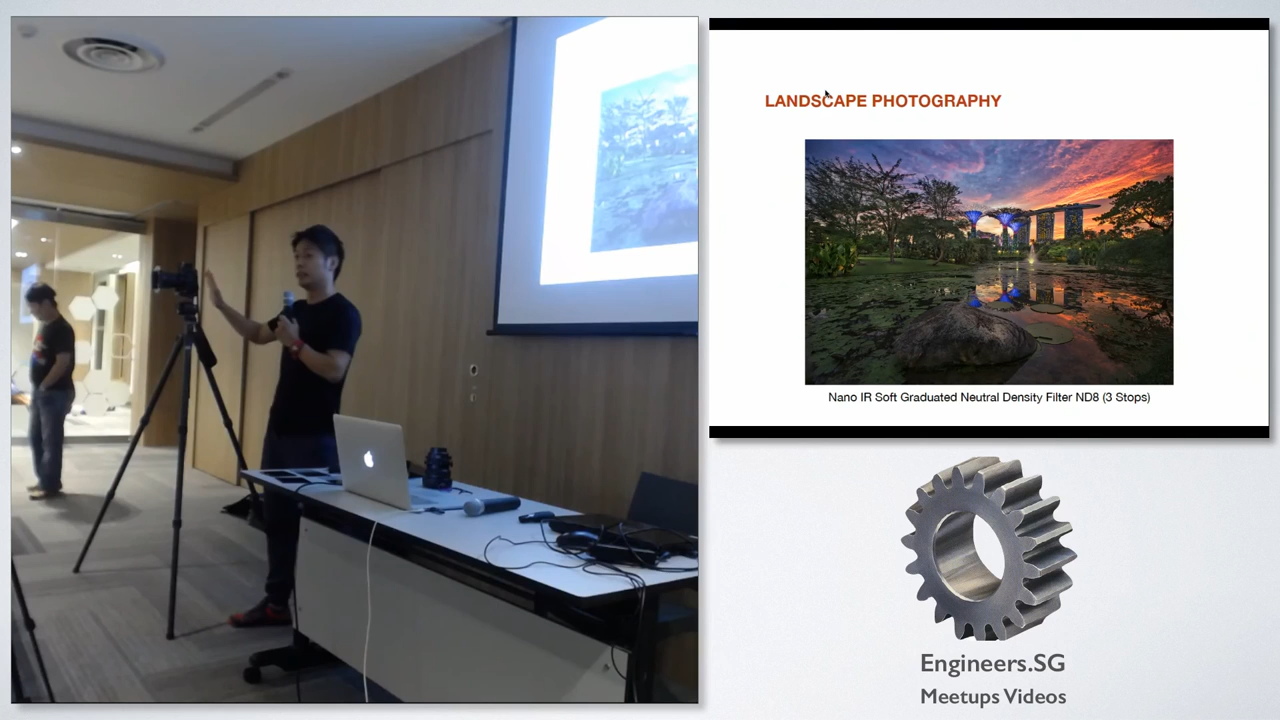 LANDSCAPE PHOTOGRAPHY
Nano IR Soft Graduated Neutral Density Filter ND8 (3 Stops)
Engineers.SG
Meetups Videos